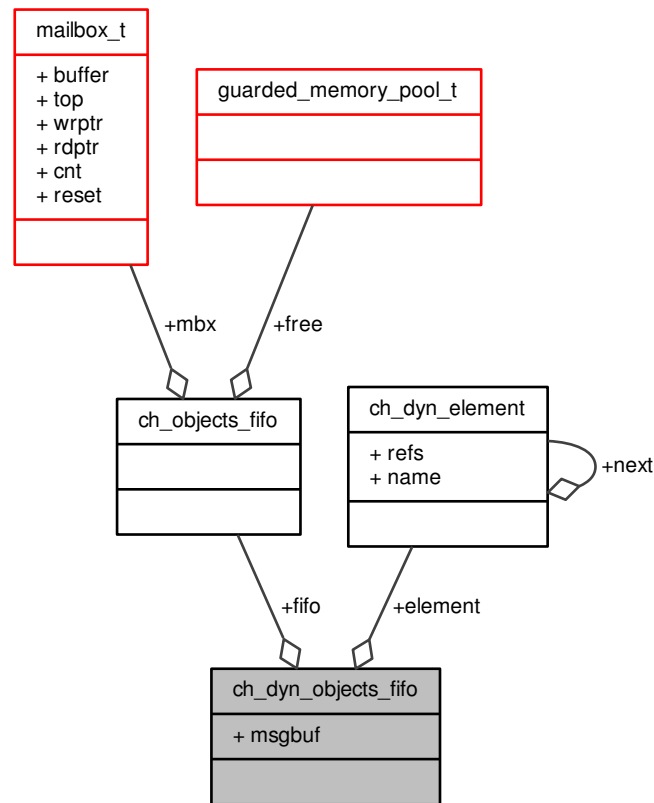 mailbox_t
+ buffer
+ top
+ wrptr
+ rdptr
+ cnt
+ reset
guarded_memory_pool_t
+mbx
+free
ch_objects_fifo
ch_dyn_element
+ refs
+ name
+next
+fifo
+element
ch_dyn_objects_fifo
+ msgbuf